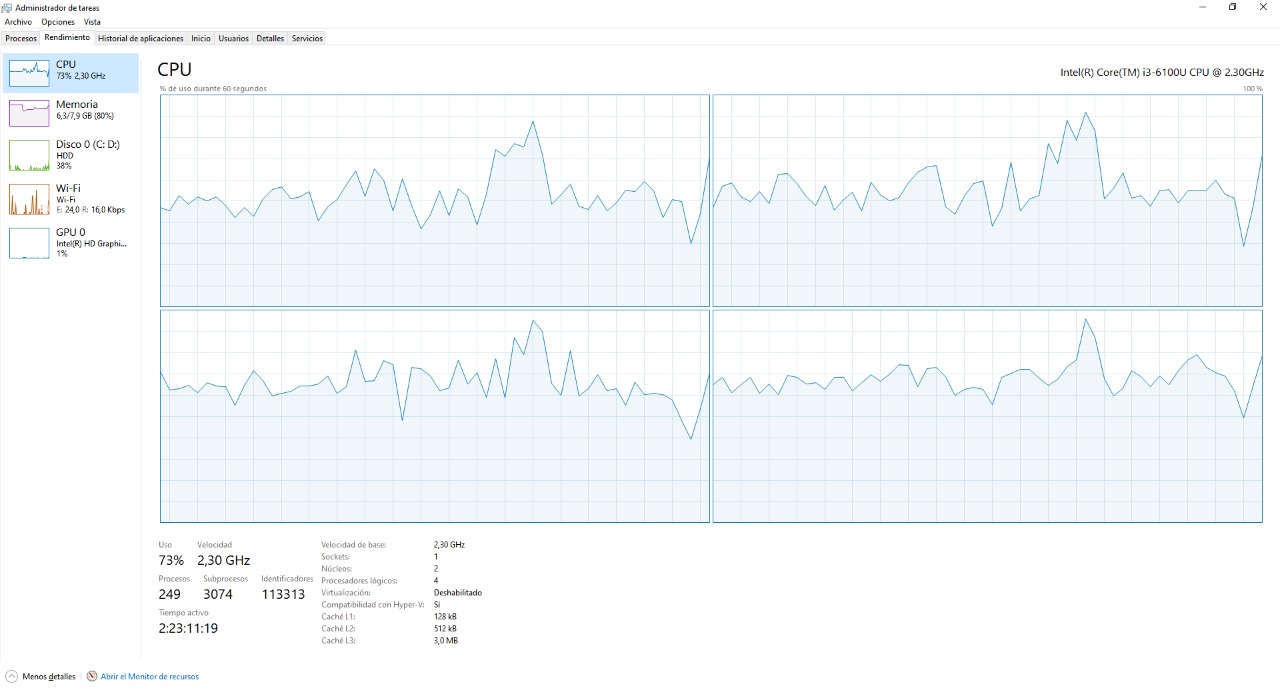 Administrador de tareas
Archivo Opciones Vista
Procesos Rendimiento Historial de aplicaciones Inicio Usuarios Detalles Servicios
CPU
73% 2,30 GHz
Memoria
6,3/7,9 GB (80%)
Disco 0 (C: D:)
HDD
38%
Wi-Fi
Wi-Fi
E: 24,0 R: 16,0 Kbps
GPU 0
Intel(R) HD Graphi...
1%
CPU
Intel(R) Core(TM) i3-6100U CPU @ 2.30GHz
% de uso durante 60 segundos
100 %
Uso Velocidad
73% 2,30 GHz
Procesos Subprocesos Identificadores
249 3074 113313
Tiempo activo
2:23:11:19
Velocidad de base: 2,30 GHz
Sockets: 1
Núcleos: 2
Procesadores lógicos: 4
Virtualización: Deshabilitado
Compatibilidad con Hyper-V: Sí
Caché L1: 128 kB
Caché L2: 512 kB
Caché L3: 3,0 MB
Menos detalles Abrir el Monitor de recursos